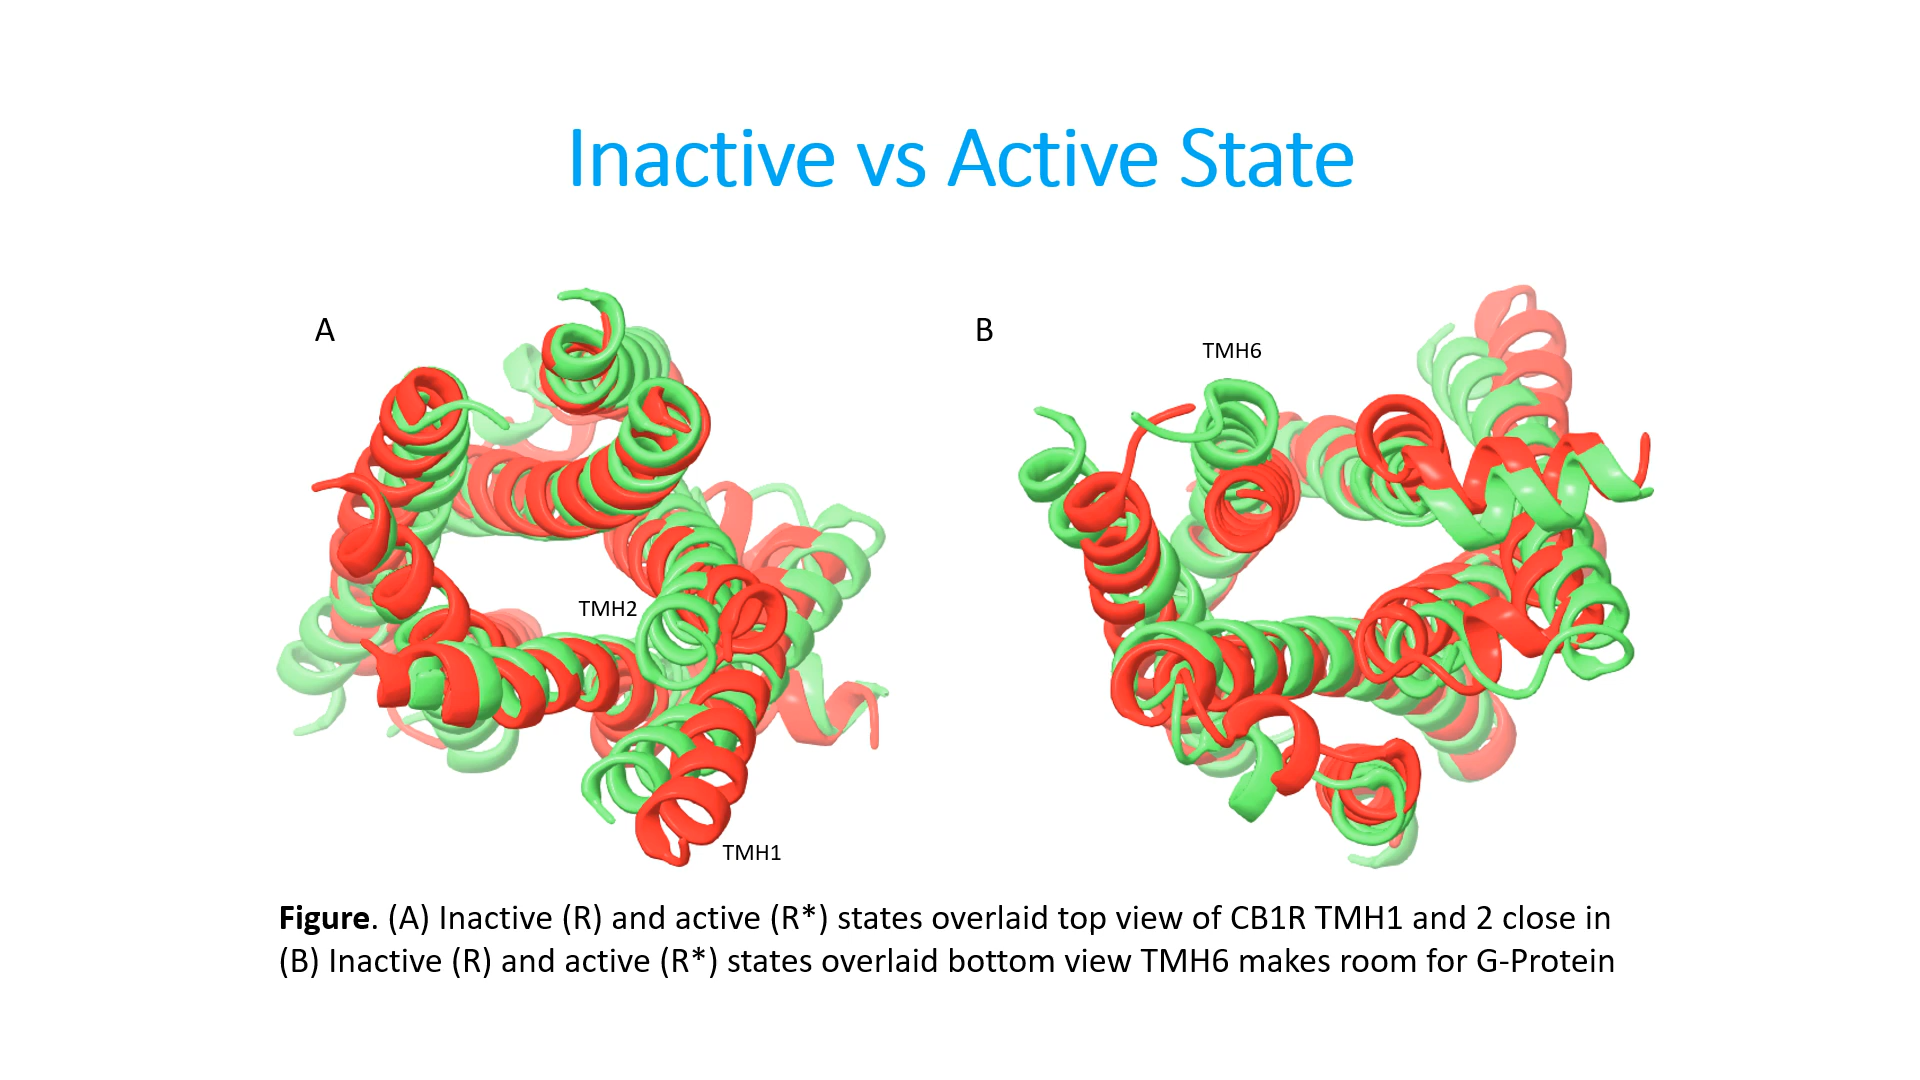 Inactive vs Active State
A
B
TMH6
TMH2
TMH1
Figure. (A) Inactive (R) and active (R*) states overlaid top view of CB1R TMH1 and 2 close in
(B) Inactive (R) and active (R*) states overlaid bottom view TMH6 makes room for G-Protein